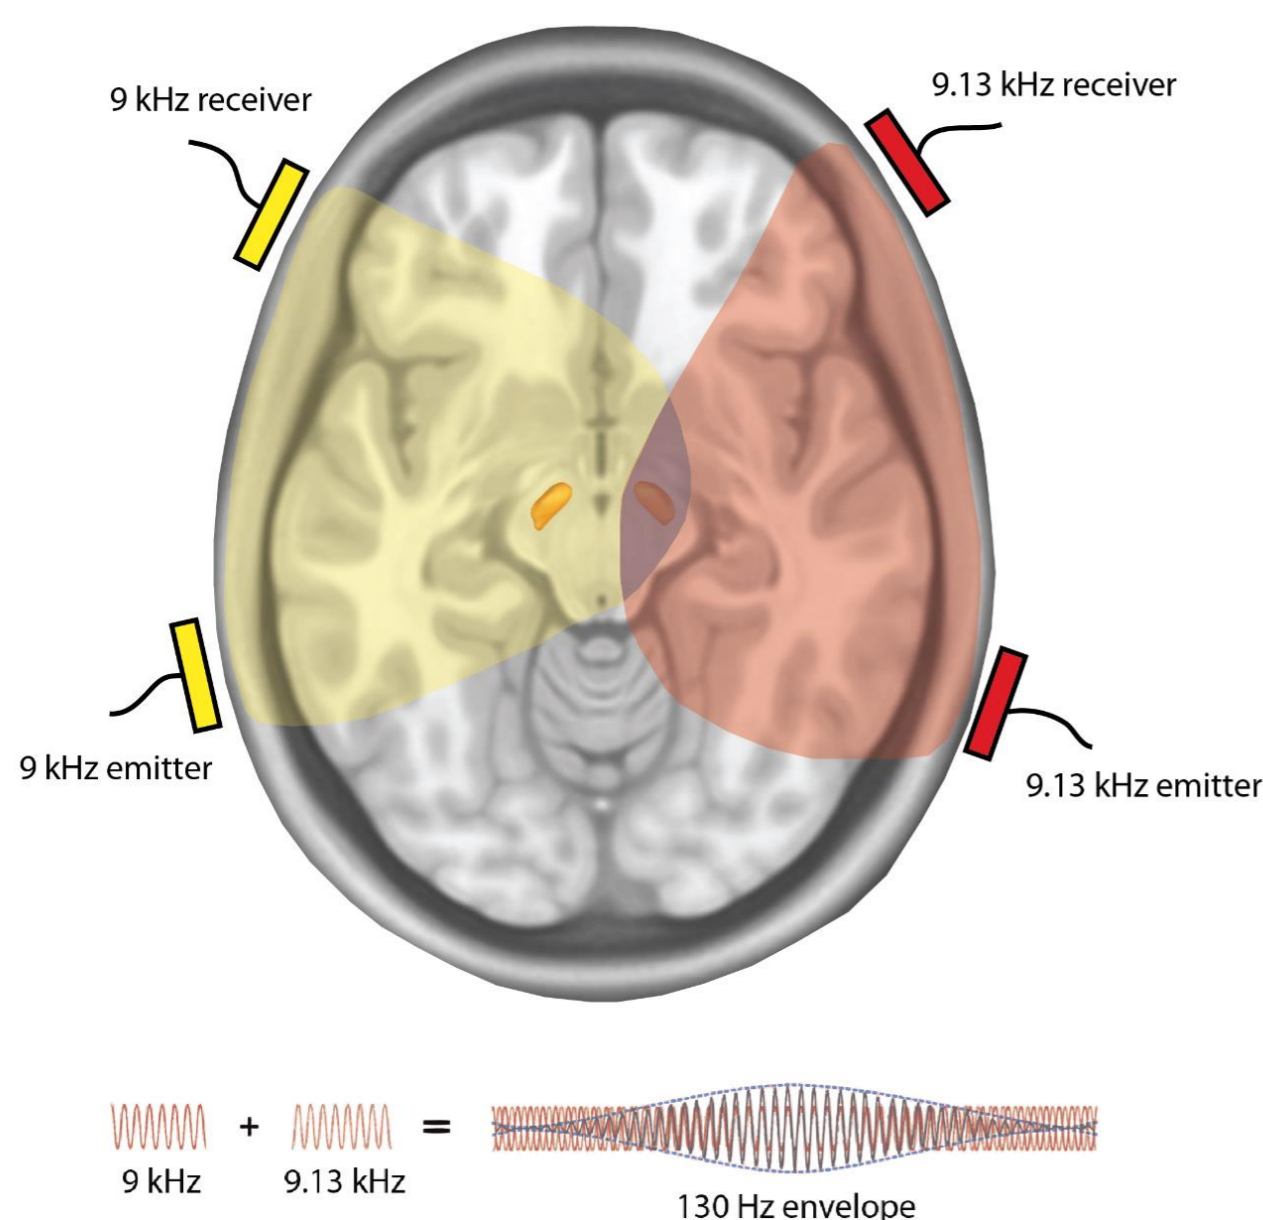 9 kHz receiver
9.13 kHz receiver
9 kHz emitter
9.13 kHz emitter
+
=
9 kHz
9.13 kHz
130 Hz envelope